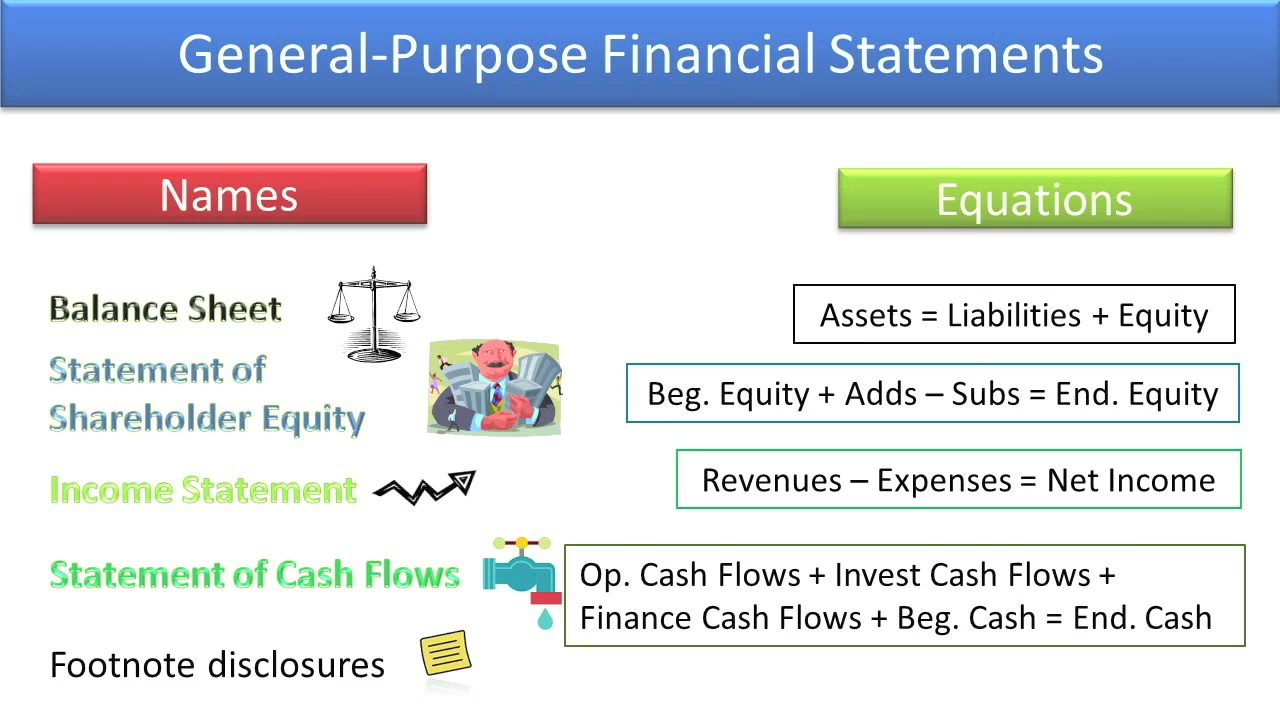 General-Purpose Financial Statements
Names
Equations
Balance Sheet
Assets = Liabilities + Equity
Statement of
Shareholder Equity
Beg. Equity + Adds – Subs = End. Equity
Income Statement
Revenues – Expenses = Net Income
Statement of Cash Flows
Op. Cash Flows + Invest Cash Flows +
Finance Cash Flows + Beg. Cash = End. Cash
Footnote disclosures